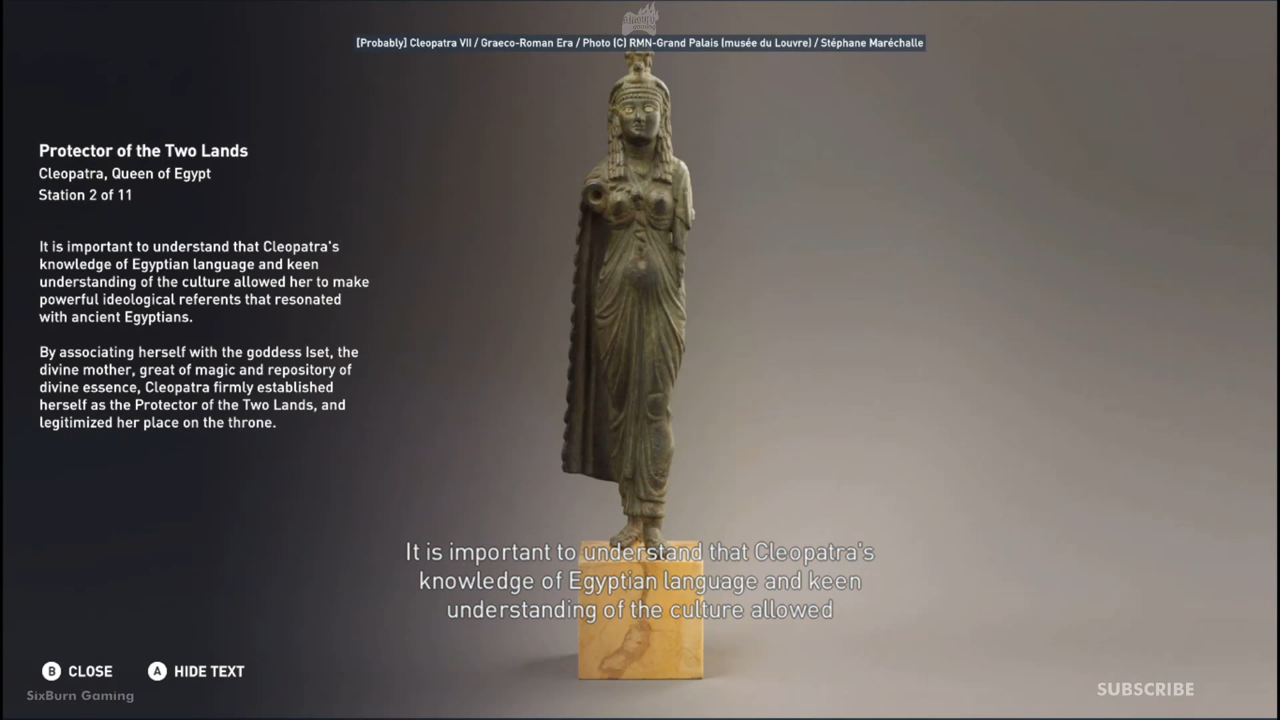 [Probably] Cleopatra VII / Graeco-Roman Era / Photo (C) RMN-Grand Palais (musée du Louvre) / Stéphane Maréchalle
Protector of the Two Lands
Cleopatra, Queen of Egypt
Station 2 of 11
It is important to understand that Cleopatra's
knowledge of Egyptian language and keen
understanding of the culture allowed her to make
powerful ideological referents that resonated
with ancient Egyptians.
By associating herself with the goddess Iset, the
divine mother, great of magic and repository of
divine essence, Cleopatra firmly established
herself as the Protector of the Two Lands, and
legitimized her place on the throne.
It is important to understand that Cleopatra's
knowledge of Egyptian language and keen
understanding of the culture allowed
B CLOSE A HIDE TEXT
SixBurn Gaming
SUBSCRIBE